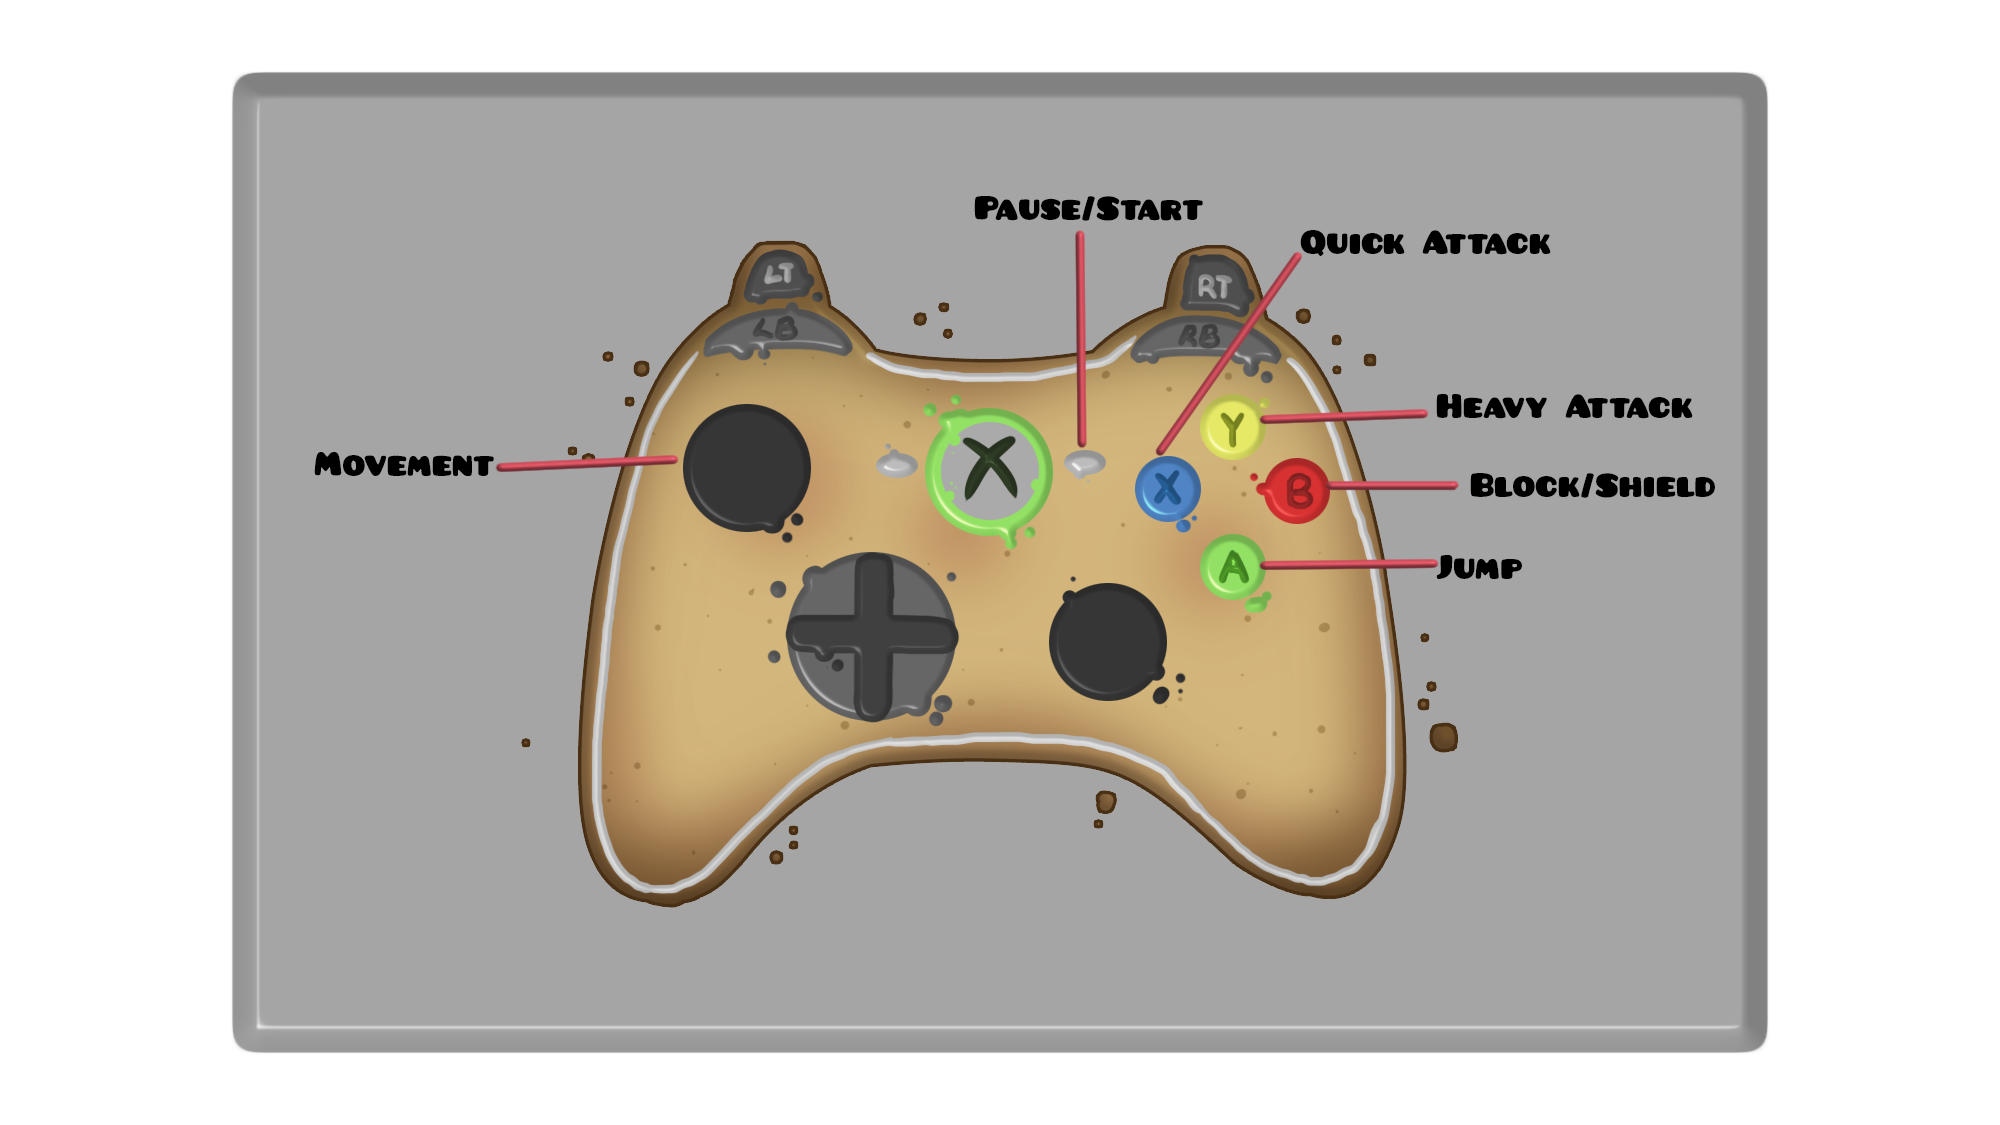 Pause/Start
Quick Attack
LT
RT
LB
RB
Heavy Attack
Y
Movement
X
B
Block/Shield
A
Jump